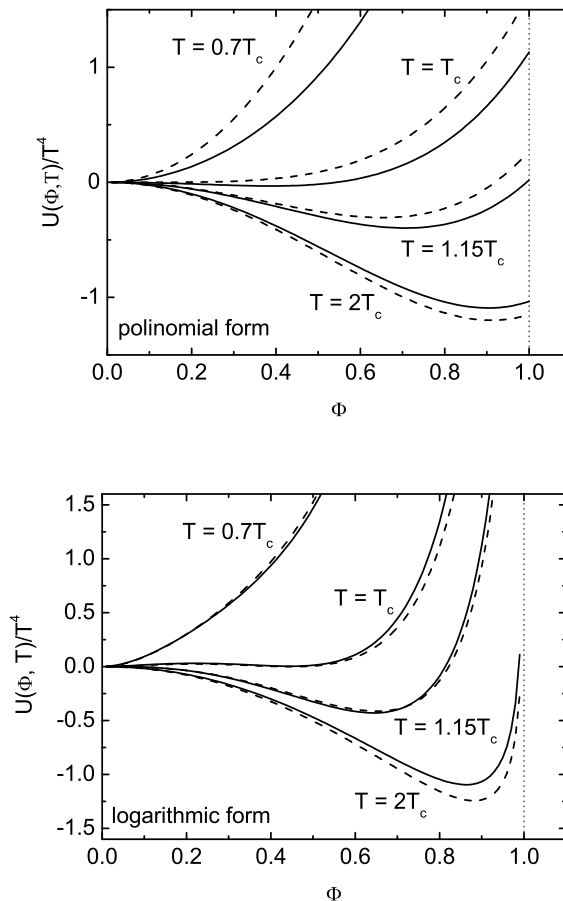 T = 0.7T_c
T = T_c
T = 1.15T_c
T = 2T_c
polinomial form
U(Φ,T)/T⁴
1
0
-1
0.0 0.2 0.4 0.6 0.8 1.0
Φ
T = 0.7T_c
T = T_c
T = 1.15T_c
T = 2T_c
logarithmic form
U(Φ, T)/T⁴
1.5
1.0
0.5
0.0
-0.5
-1.0
-1.5
0.0 0.2 0.4 0.6 0.8 1.0
Φ